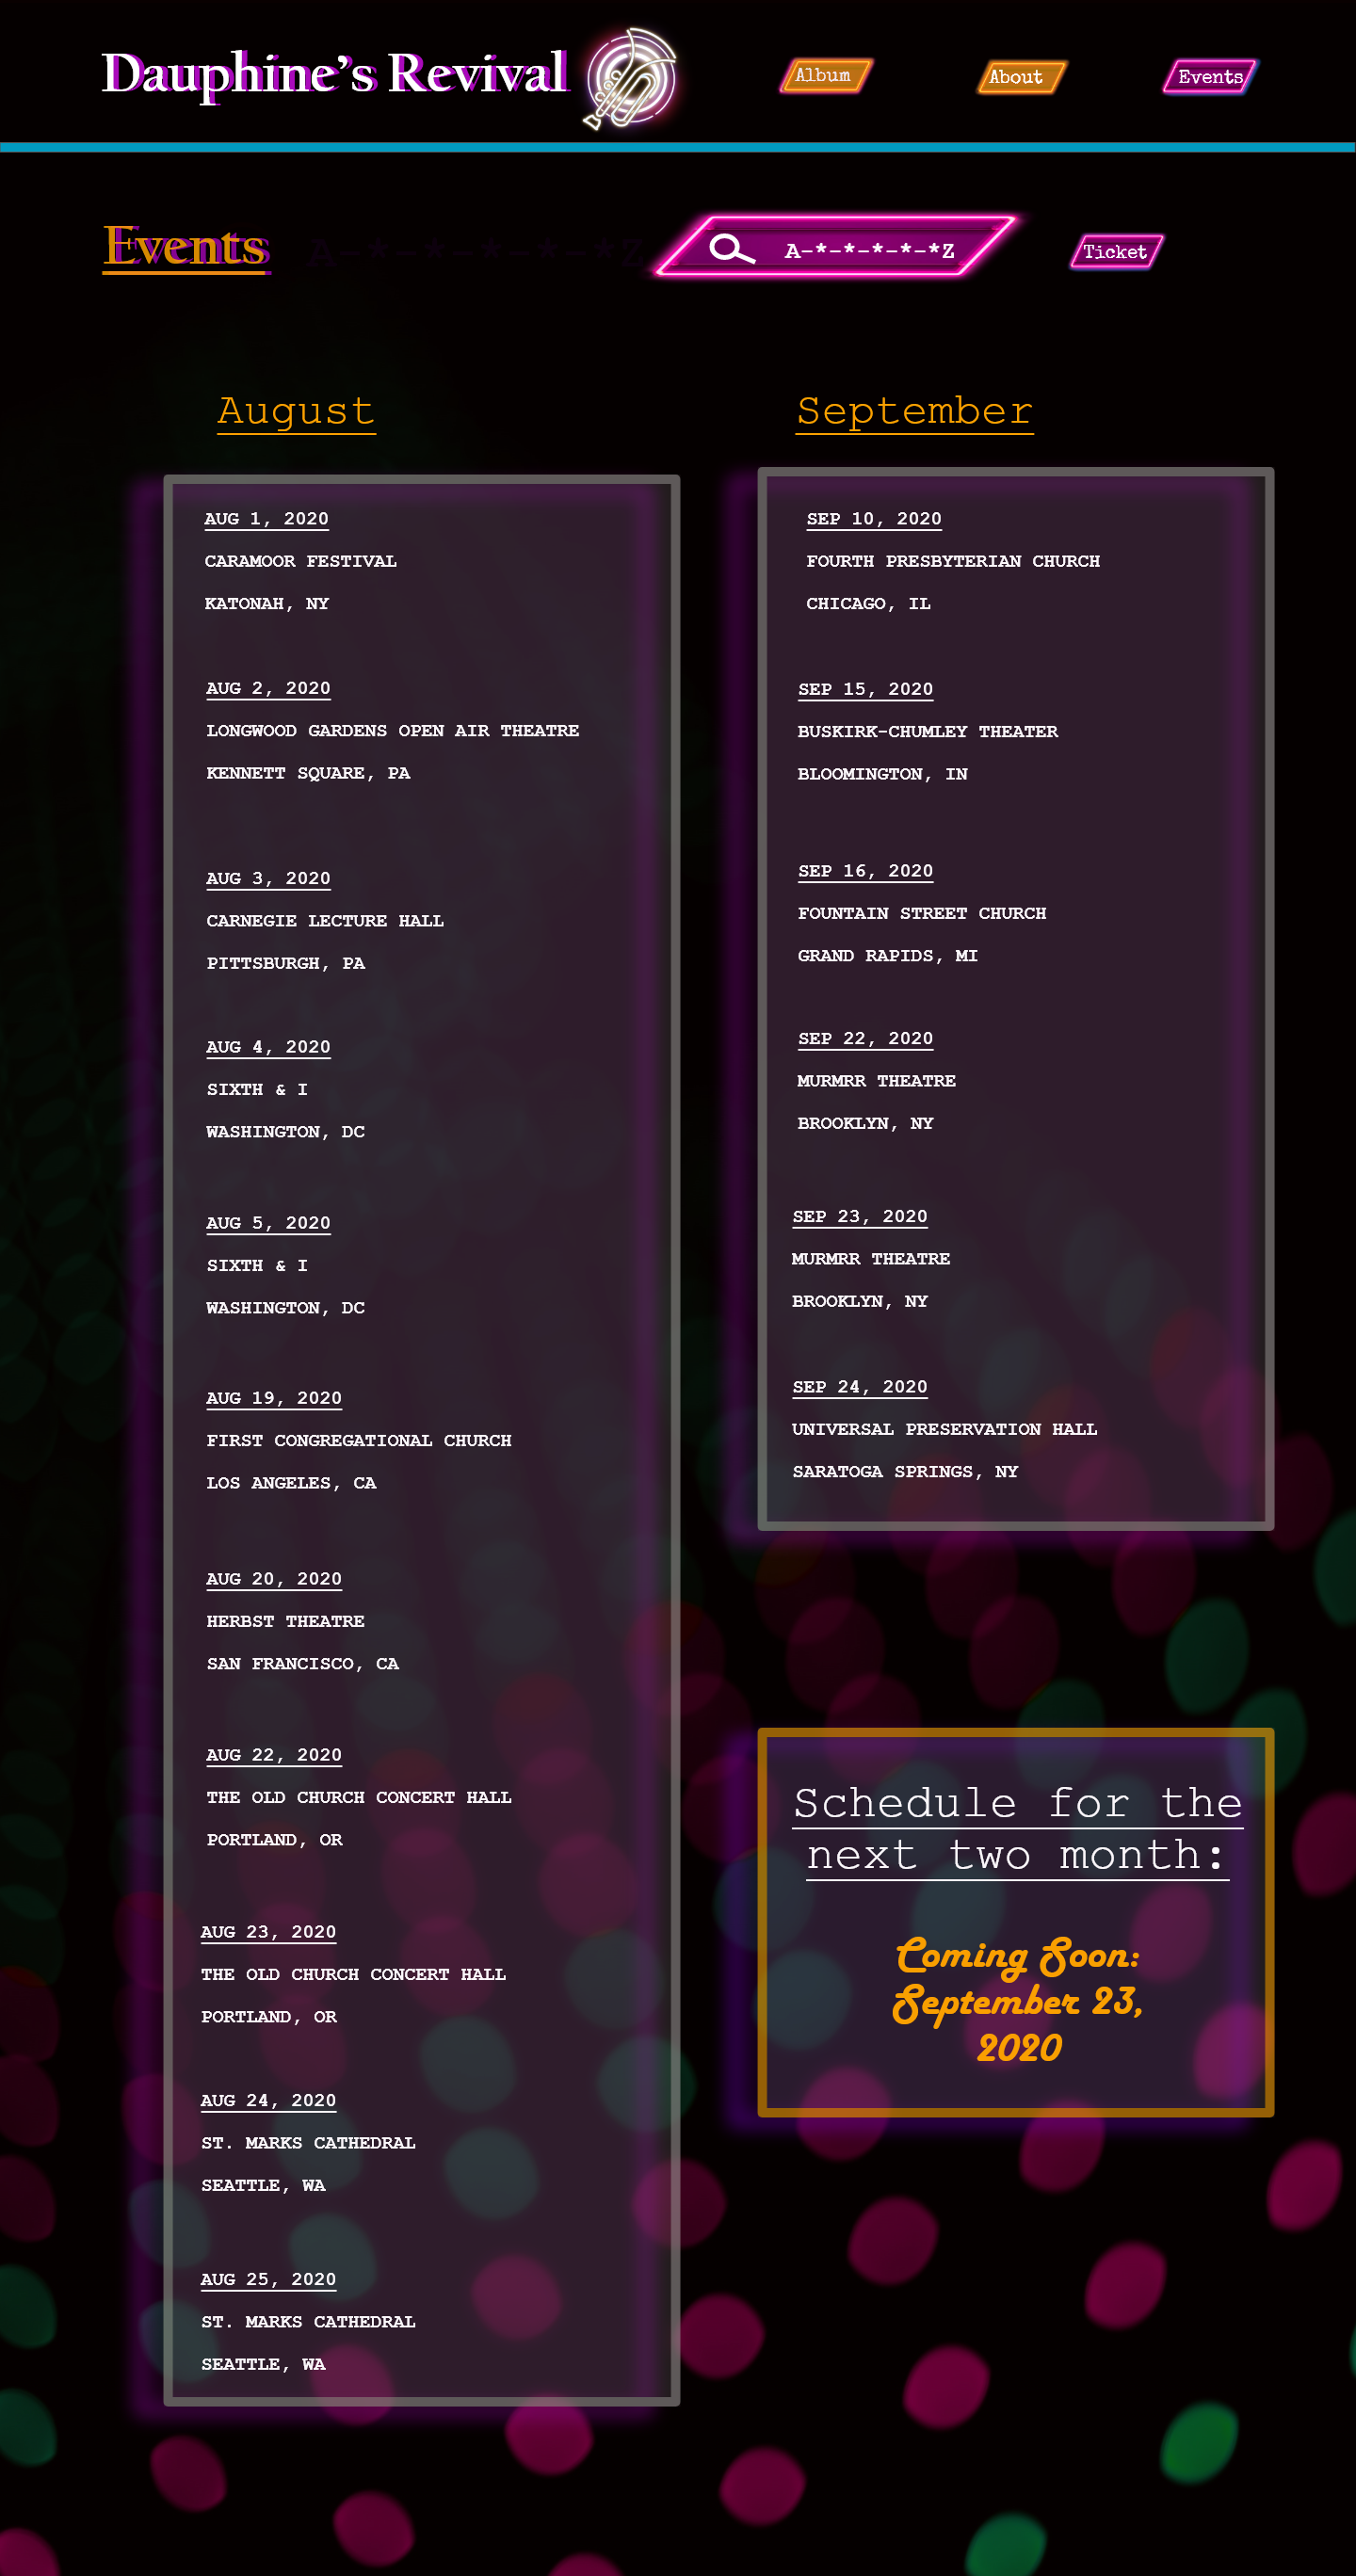 Dauphine's Revival
Album
About
Events
Events
A-*-*-*-*-*Z
A-*-*-*-*-*Z
Ticket
August
AUG 1, 2020
CARAMOOR FESTIVAL
KATONAH, NY
AUG 2, 2020
LONGWOOD GARDENS OPEN AIR THEATRE
KENNETT SQUARE, PA
AUG 3, 2020
CARNEGIE LECTURE HALL
PITTSBURGH, PA
AUG 4, 2020
SIXTH & I
WASHINGTON, DC
AUG 5, 2020
SIXTH & I
WASHINGTON, DC
AUG 19, 2020
FIRST CONGREGATIONAL CHURCH
LOS ANGELES, CA
AUG 20, 2020
HERBST THEATRE
SAN FRANCISCO, CA
AUG 22, 2020
THE OLD CHURCH CONCERT HALL
PORTLAND, OR
AUG 23, 2020
THE OLD CHURCH CONCERT HALL
PORTLAND, OR
AUG 24, 2020
ST. MARKS CATHEDRAL
SEATTLE, WA
AUG 25, 2020
ST. MARKS CATHEDRAL
SEATTLE, WA
September
SEP 10, 2020
FOURTH PRESBYTERIAN CHURCH
CHICAGO, IL
SEP 15, 2020
BUSKIRK-CHUMLEY THEATER
BLOOMINGTON, IN
SEP 16, 2020
FOUNTAIN STREET CHURCH
GRAND RAPIDS, MI
SEP 22, 2020
MURMRR THEATRE
BROOKLYN, NY
SEP 23, 2020
MURMRR THEATRE
BROOKLYN, NY
SEP 24, 2020
UNIVERSAL PRESERVATION HALL
SARATOGA SPRINGS, NY
Schedule for the
next two month:
Coming Soon:
September 23,
2020